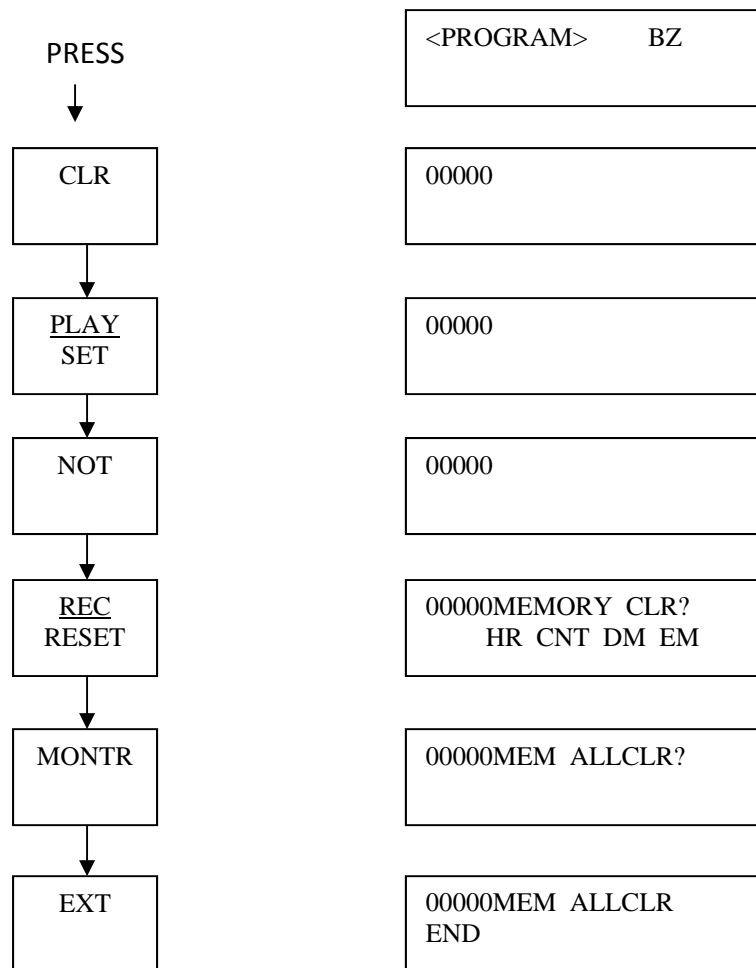 PRESS
<PROGRAM> BZ
CLR
00000
PLAY
SET
00000
NOT
00000
REC
RESET
00000MEMORY CLR?
HR CNT DM EM
MONTR
00000MEM ALLCLR?
EXT
00000MEM ALLCLR
END